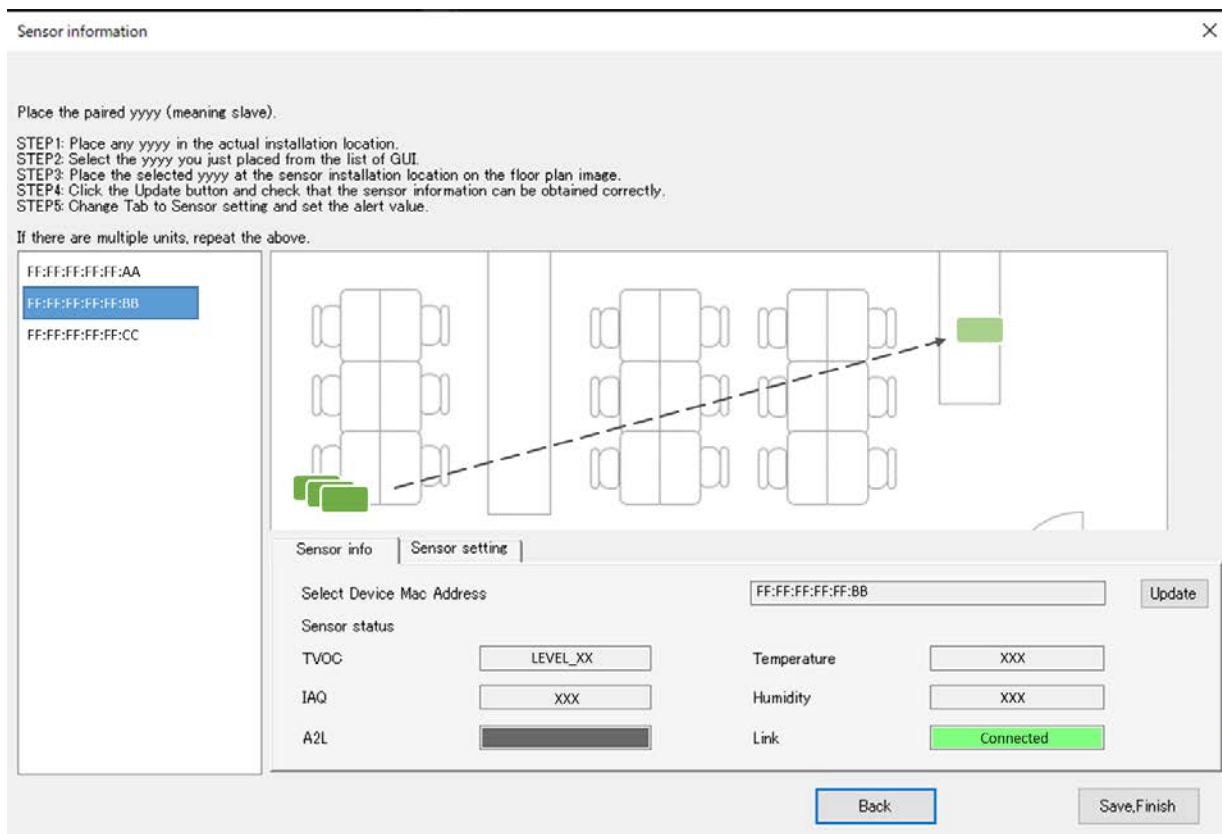 Sensor information
Place the paired yyyy (meaning slave).
STEP1: Place any yyyy in the actual installation location.
STEP2: Select the yyyy you just placed from the list of GUI.
STEP3: Place the selected yyyy at the sensor installation location on the floor plan image.
STEP4: Click the Update button and check that the sensor information can be obtained correctly.
STEP5: Change Tab to Sensor setting and set the alert value.
If there are multiple units, repeat the above.
FF:FF:FF:FF:FF:AA
FF:FF:FF:FF:FF:BB
FF:FF:FF:FF:FF:CC
Sensor info
Sensor setting
Select Device Mac Address
FF:FF:FF:FF:FF:BB
Update
Sensor status
TVOC
LEVEL_XX
Temperature
XXX
IAQ
XXX
Humidity
XXX
A2L
Link
Connected
Back
Save,Finish